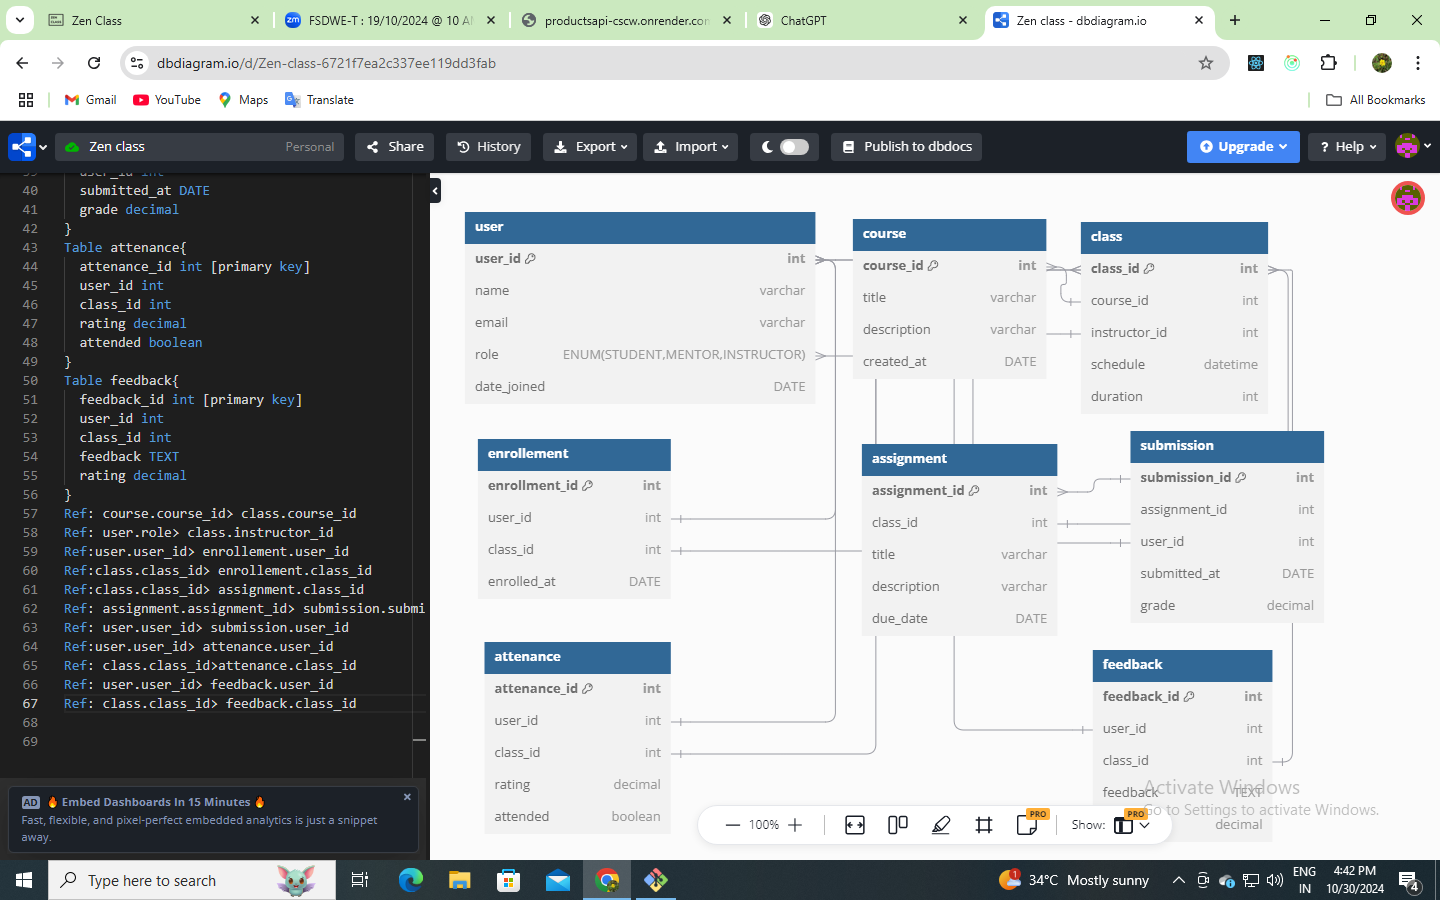 Zen Class
FSDWE-T : 19/10/2024 @ 10 A
productsapi-cscw.onrender.con
ChatGPT
Zen class - dbdiagram.io
dbdiagram.io/d/Zen-class-6721f7ea2c337ee119dd3fab
Gmail
YouTube
Maps
Translate
All Bookmarks
Zen class
Personal
Share
History
Export
Import
Publish to dbdocs
Upgrade
? Help
39 user_id int
40 submitted_at DATE
41 grade decimal
42 }
43 Table attenance{
44 attenance_id int [primary key]
45 user_id int
46 class_id int
47 rating decimal
48 attended boolean
49 }
50 Table feedback{
51 feedback_id int [primary key]
52 user_id int
53 class_id int
54 feedback TEXT
55 rating decimal
56 }
57 Ref: course.course_id> class.course_id
58 Ref: user.role> class.instructor_id
59 Ref:user.user_id> enrollement.user_id
60 Ref:class.class_id> enrollement.class_id
61 Ref:class.class_id> assignment.class_id
62 Ref: assignment.assignment_id> submission.submi
63 Ref: user.user_id> submission.user_id
64 Ref:user.user_id> attenance.user_id
65 Ref: class.class_id>attenance.class_id
66 Ref: user.user_id> feedback.user_id
67 Ref: class.class_id> feedback.class_id
68
69
AD Embed Dashboards In 15 Minutes
Fast, flexible, and pixel-perfect embedded analytics is just a snippet
away.
user
user_id int
name varchar
email varchar
role ENUM(STUDENT,MENTOR,INSTRUCTOR)
date_joined DATE
course
course_id int
title varchar
description varchar
created_at DATE
class
class_id int
course_id int
instructor_id int
schedule datetime
duration int
enrollement
enrollment_id int
user_id int
class_id int
enrolled_at DATE
assignment
assignment_id int
class_id int
title varchar
description varchar
due_date DATE
submission
submission_id int
assignment_id int
user_id int
submitted_at DATE
grade decimal
attenance
attenance_id int
user_id int
class_id int
rating decimal
attended boolean
feedback
feedback_id int
user_id int
class_id int
feedback TEXT
decimal
Activate Windows
Go to Settings to activate Windows.
100%
PRO
Show:
PRO
Type here to search
1
34°C Mostly sunny
ENG
IN
4:42 PM
10/30/2024
4